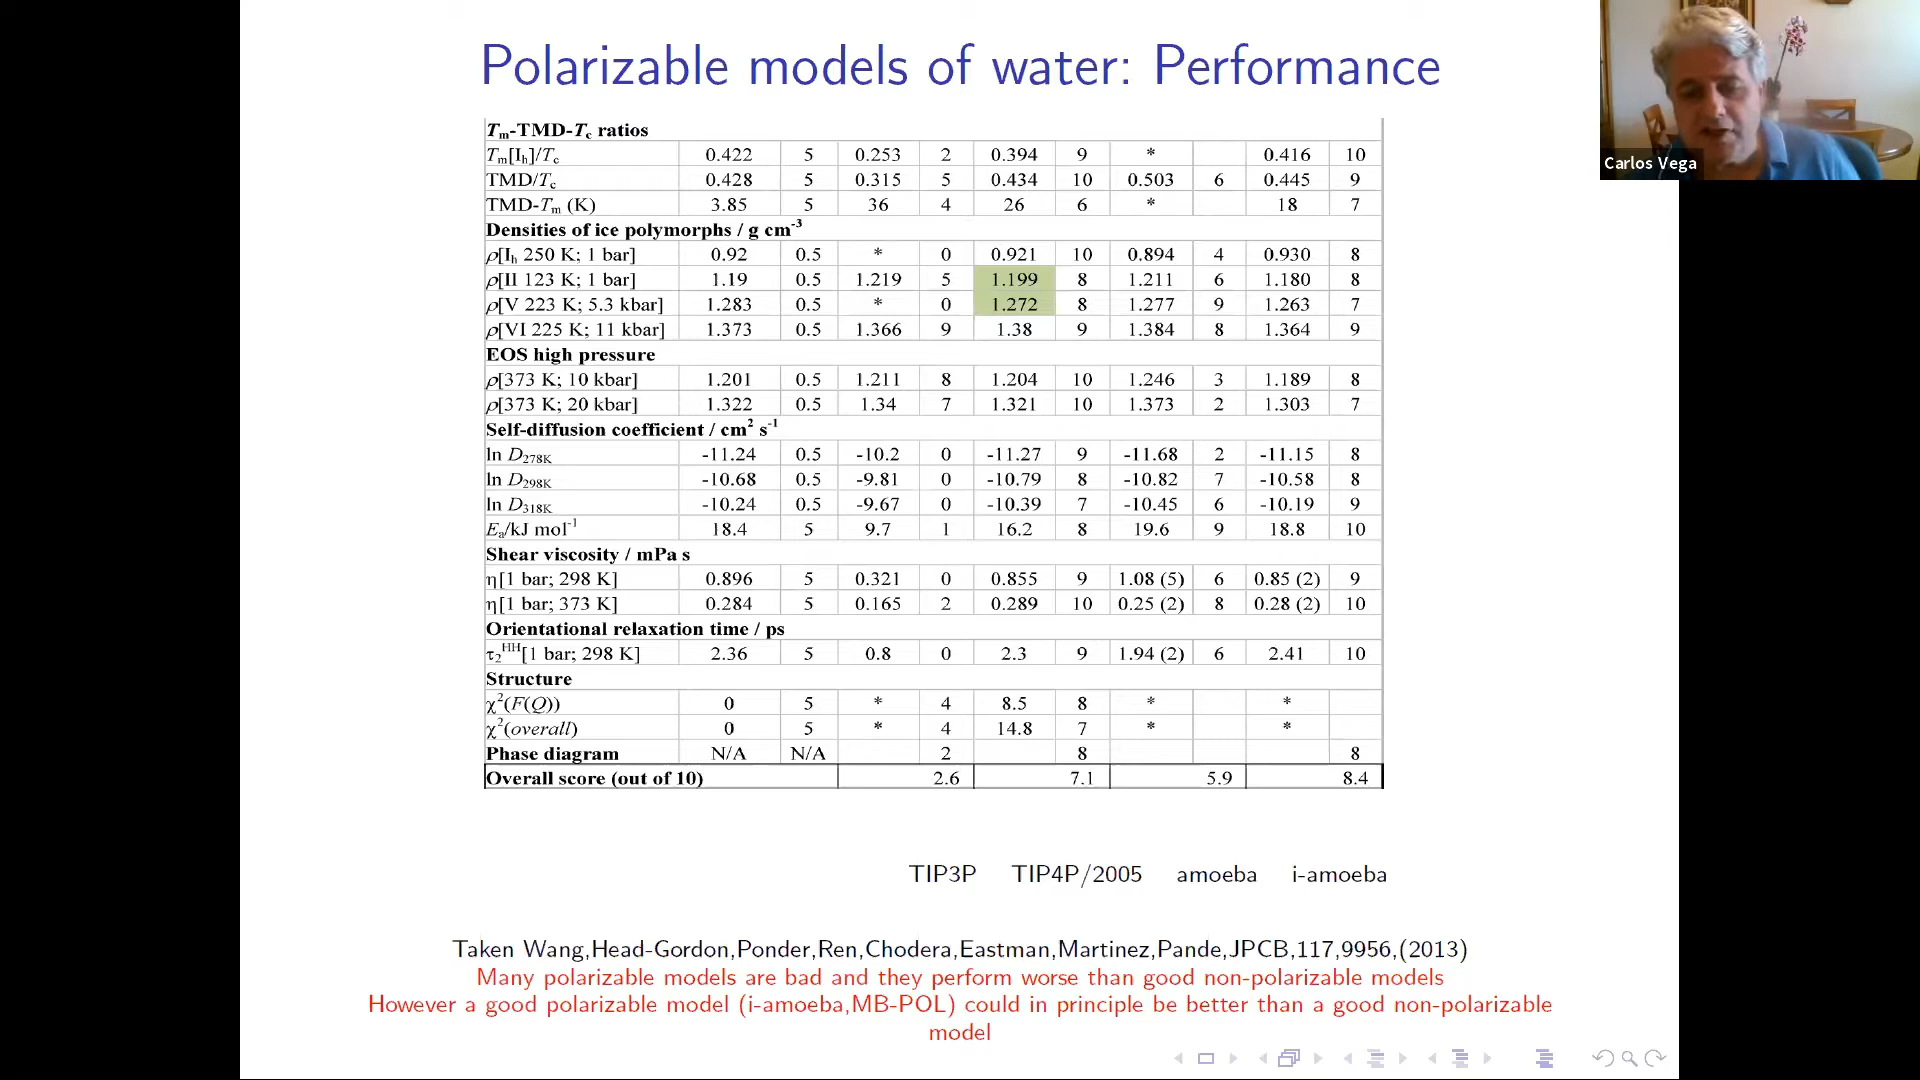 Polarizable models of water: Performance
Carlos Vega
Tm-TMD-Tc ratios
Tm[Ih]/Tc 0.422 5 0.253 2 0.394 9 * 0.416 10
TMD/Tc 0.428 5 0.315 5 0.434 10 0.503 6 0.445 9
TMD-Tm (K) 3.85 5 36 4 26 6 * 18 7
Densities of ice polymorphs / g cm-3
ρ[Ih 250 K; 1 bar] 0.92 0.5 * 0 0.921 10 0.894 4 0.930 8
ρ[II 123 K; 1 bar] 1.19 0.5 1.219 5 1.199 8 1.211 6 1.180 8
ρ[V 223 K; 5.3 kbar] 1.283 0.5 * 0 1.272 8 1.277 9 1.263 7
ρ[VI 225 K; 11 kbar] 1.373 0.5 1.366 9 1.38 9 1.384 8 1.364 9
EOS high pressure
ρ[373 K; 10 kbar] 1.201 0.5 1.211 8 1.204 10 1.246 3 1.189 8
ρ[373 K; 20 kbar] 1.322 0.5 1.34 7 1.321 10 1.373 2 1.303 7
Self-diffusion coefficient / cm2 s-1
ln D278K -11.24 0.5 -10.2 0 -11.27 9 -11.68 2 -11.15 8
ln D298K -10.68 0.5 -9.81 0 -10.79 8 -10.82 7 -10.58 8
ln D318K -10.24 0.5 -9.67 0 -10.39 7 -10.45 6 -10.19 9
Ea/kJ mol-1 18.4 5 9.7 1 16.2 8 19.6 9 18.8 10
Shear viscosity / mPa s
η[1 bar; 298 K] 0.896 5 0.321 0 0.855 9 1.08 (5) 6 0.85 (2) 9
η[1 bar; 373 K] 0.284 5 0.165 2 0.289 10 0.25 (2) 8 0.28 (2) 10
Orientational relaxation time / ps
τ2HH[1 bar; 298 K] 2.36 5 0.8 0 2.3 9 1.94 (2) 6 2.41 10
Structure
χ2(F(Q)) 0 5 * 4 8.5 8 * *
χ2(overall) 0 5 * 4 14.8 7 * *
Phase diagram N/A N/A 2 8 8
Overall score (out of 10) 2.6 7.1 5.9 8.4
TIP3P TIP4P/2005 amoeba i-amoeba
Taken Wang,Head-Gordon,Ponder,Ren,Chodera,Eastman,Martinez,Pande,JPCB,117,9956,(2013)
Many polarizable models are bad and they perform worse than good non-polarizable models
However a good polarizable model (i-amoeba,MB-POL) could in principle be better than a good non-polarizable
model